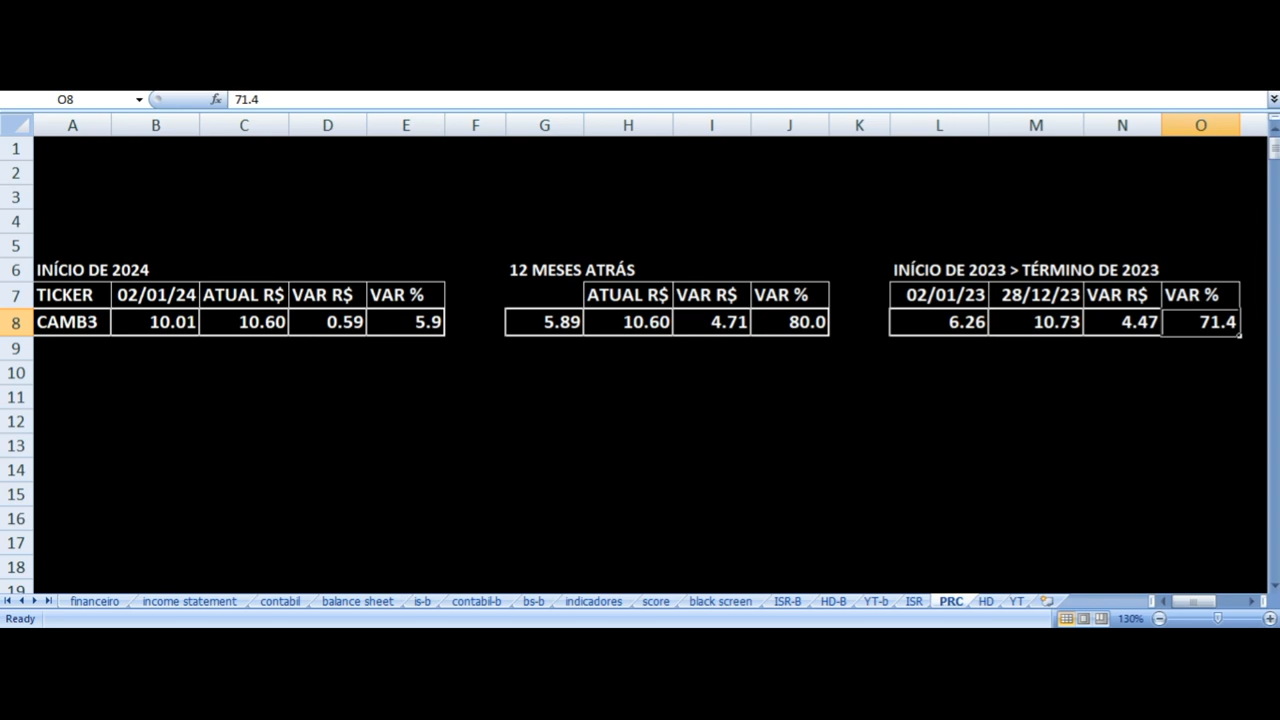 O8 fx 71.4
A B C D E F G H I J K L M N O
1
2
3
4
5
6 INÍCIO DE 2024 12 MESES ATRÁS INÍCIO DE 2023 > TÉRMINO DE 2023
7 TICKER 02/01/24 ATUAL R$ VAR R$ VAR % ATUAL R$ VAR R$ VAR % 02/01/23 28/12/23 VAR R$ VAR %
8 CAMB3 10.01 10.60 0.59 5.9 5.89 10.60 4.71 80.0 6.26 10.73 4.47 71.4
9
10
11
12
13
14
15
16
17
18
19
financeiro income statement contabil balance sheet is-b contabil-b bs-b indicadores score black screen ISR-B HD-B YT-b ISR PRC HD YT
Ready 130%